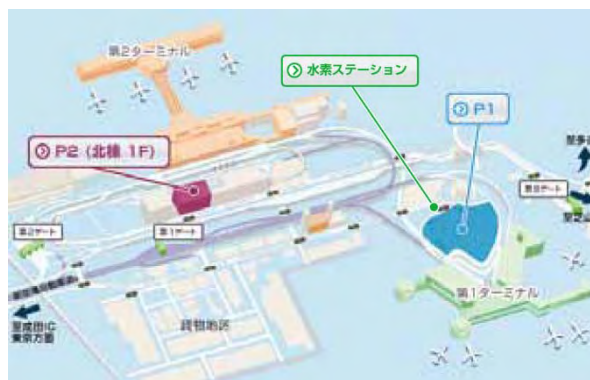 第2ターミナル
水素ステーション
P1
P2 (北棟 1F)
第2ゲート
第1ゲート
第1ターミナル
貨物地区
至成田IC
東京方面